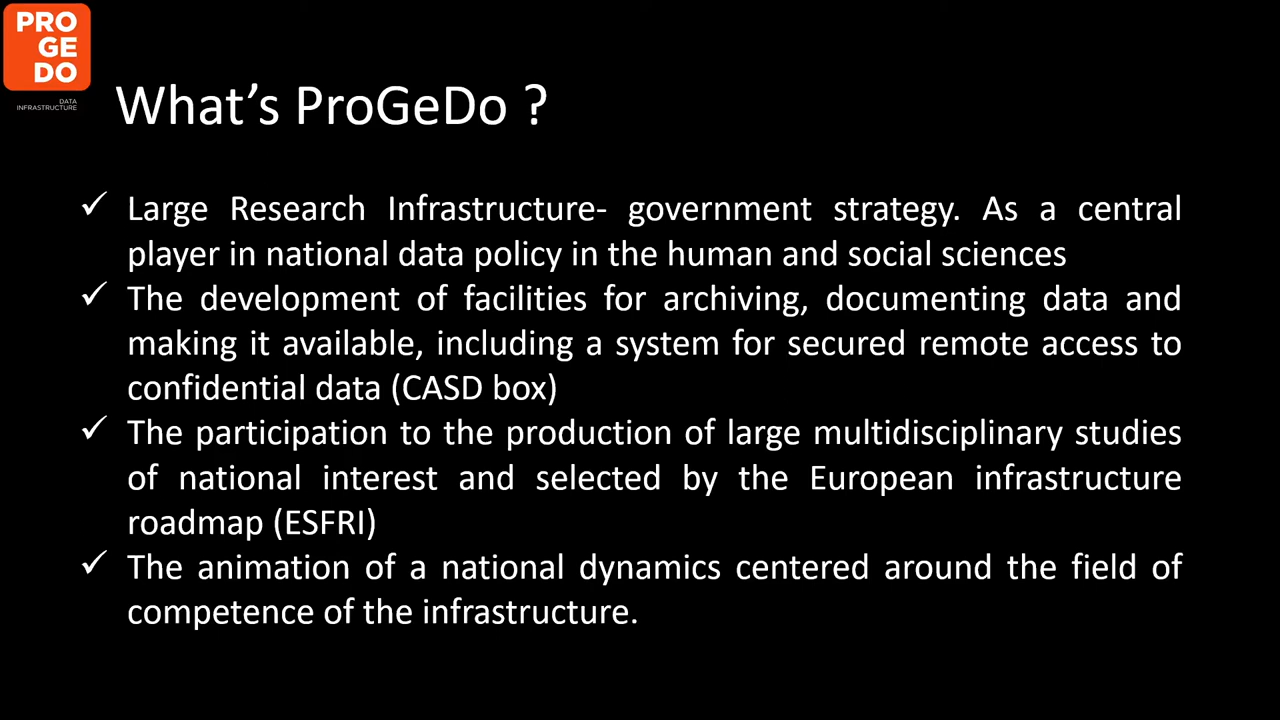 PRO
GE
DO
DATA
INFRASTRUCTURE
What's ProGeDo ?
✓ Large Research Infrastructure- government strategy. As a central
player in national data policy in the human and social sciences
✓ The development of facilities for archiving, documenting data and
making it available, including a system for secured remote access to
confidential data (CASD box)
✓ The participation to the production of large multidisciplinary studies
of national interest and selected by the European infrastructure
roadmap (ESFRI)
✓ The animation of a national dynamics centered around the field of
competence of the infrastructure.